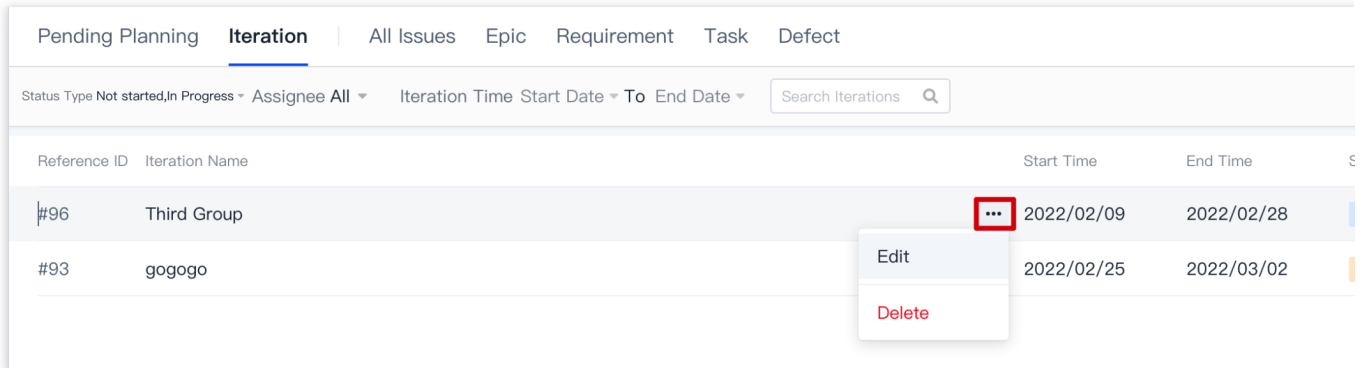 Pending Planning Iteration All Issues Epic Requirement Task Defect
Status Type Not started,In Progress Assignee All Iteration Time Start Date To End Date Search Iterations
Reference ID Iteration Name Start Time End Time
#96 Third Group ••• 2022/02/09 2022/02/28
Edit
#93 gogogo 2022/02/25 2022/03/02
Delete